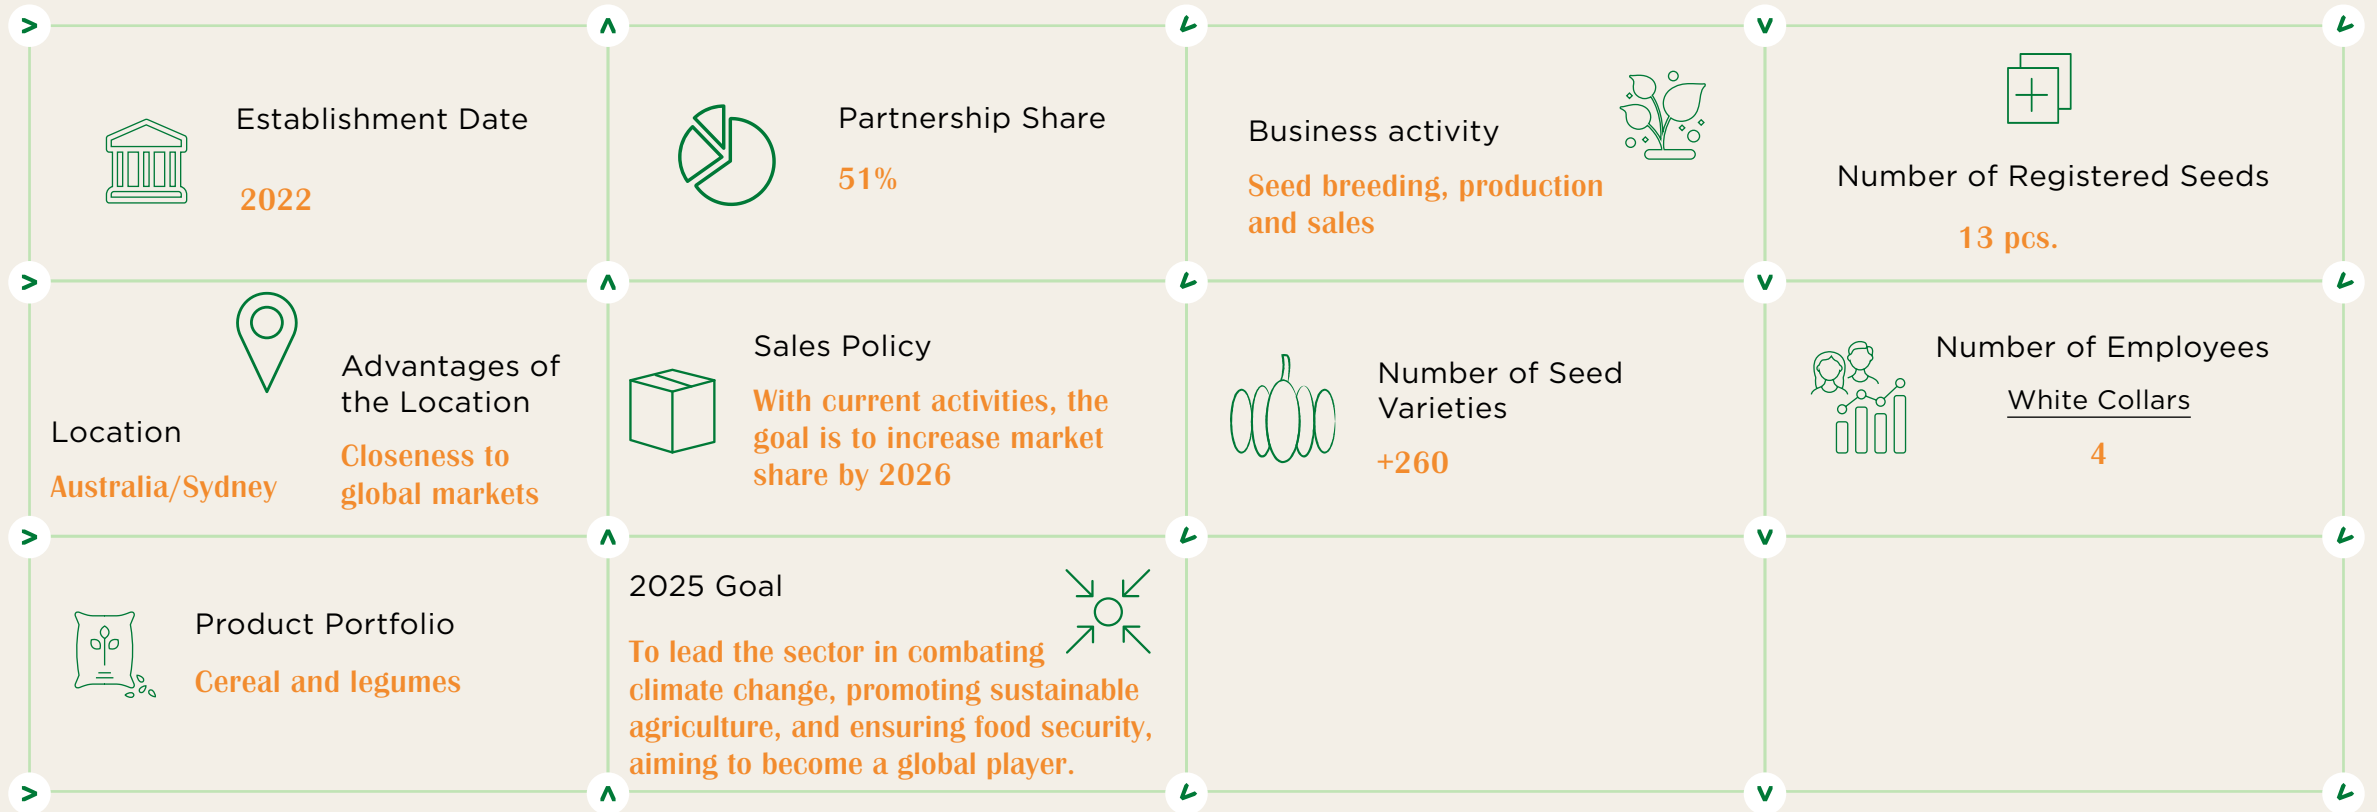 Establishment Date
2022
Partnership Share
51%
Business activity
Seed breeding, production
and sales
Number of Registered Seeds
13 pcs.
Location
Australia/Sydney
Advantages of
the Location
Closeness to
global markets
Sales Policy
With current activities, the
goal is to increase market
share by 2026
Number of Seed
Varieties
+260
Number of Employees
White Collars
4
Product Portfolio
Cereal and legumes
2025 Goal
To lead the sector in combating
climate change, promoting sustainable
agriculture, and ensuring food security,
aiming to become a global player.